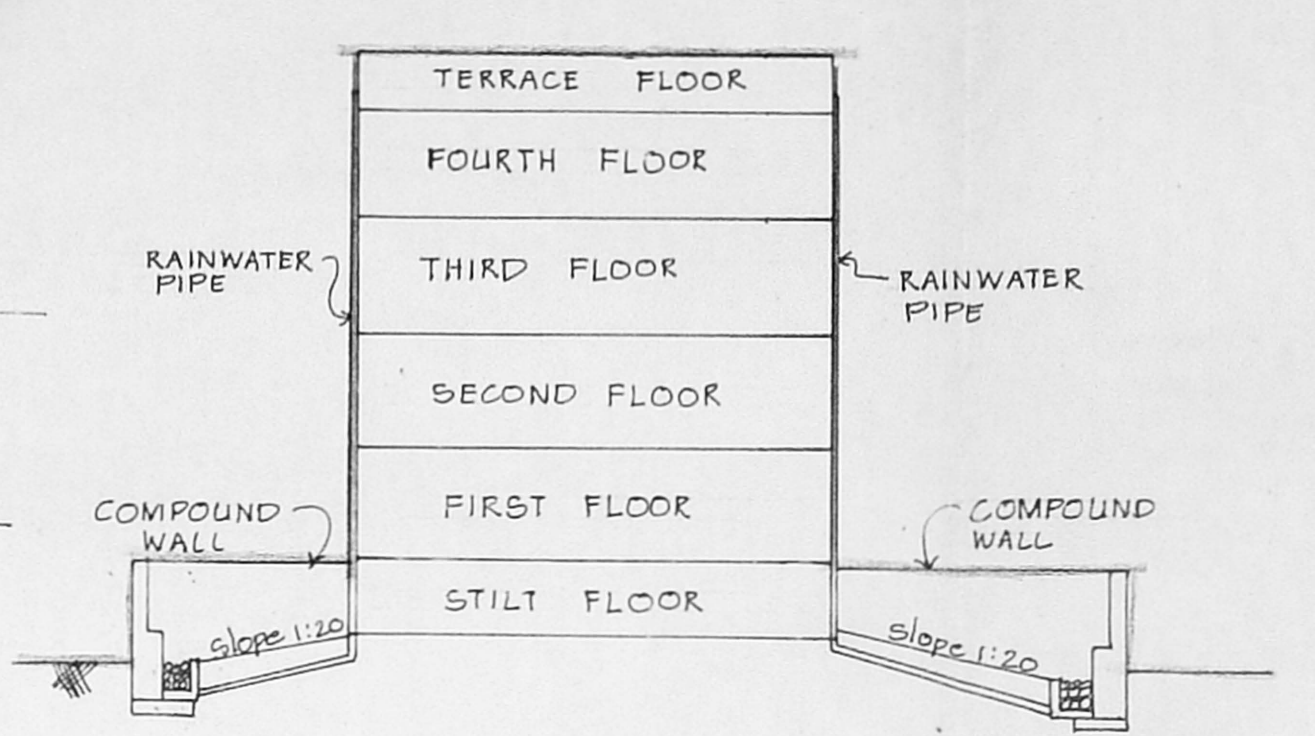 TERRACE FLOOR
FOURTH FLOOR
RAINWATER
PIPE
THIRD FLOOR
RAINWATER
PIPE
SECOND FLOOR
COMPOUND
WALL
FIRST FLOOR
COMPOUND
WALL
STILT FLOOR
slope 1:20
slope 1:20